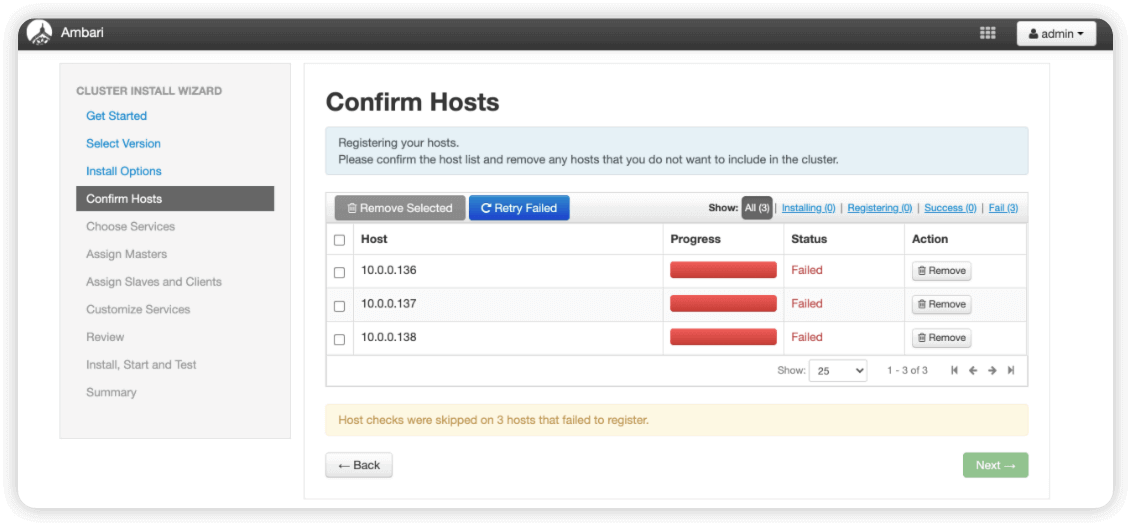 Ambari
admin
CLUSTER INSTALL WIZARD
Get Started
Select Version
Install Options
Confirm Hosts
Choose Services
Assign Masters
Assign Slaves and Clients
Customize Services
Review
Install, Start and Test
Summary
Confirm Hosts
Registering your hosts.
Please confirm the host list and remove any hosts that you do not want to include in the cluster.
Remove Selected Retry Failed Show: All (3) | Installing (0) | Registering (0) | Success (0) | Fail (3)
Host Progress Status Action
10.0.0.136 Failed Remove
10.0.0.137 Failed Remove
10.0.0.138 Failed Remove
Show: 25 1 - 3 of 3
Host checks were skipped on 3 hosts that failed to register.
← Back Next →